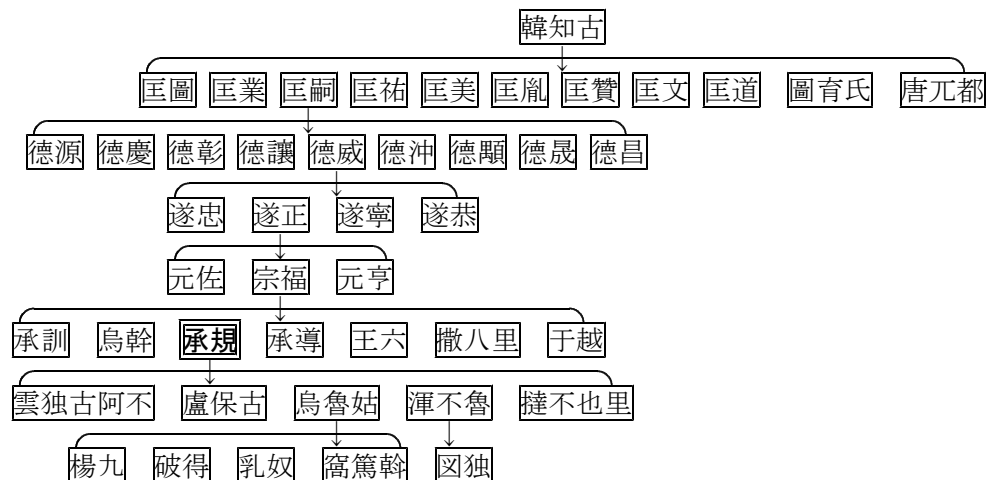 韓知古
匡圖 匡業 匡嗣 匡祐 匡美 匡胤 匡贊 匡文 匡道 圖育氏 唐兀都
德源 德慶 德彰 德讓 德威 德沖 德顒 德晟 德昌
遂忠 遂正 遂寧 遂恭
元佐 宗福 元亨
承訓 烏幹 承規 承導 王六 撒八里 于越
雲独古阿不 盧保古 烏魯姑 渾不魯 撻不也里
楊九 破得 乳奴 窩篤斡 図独